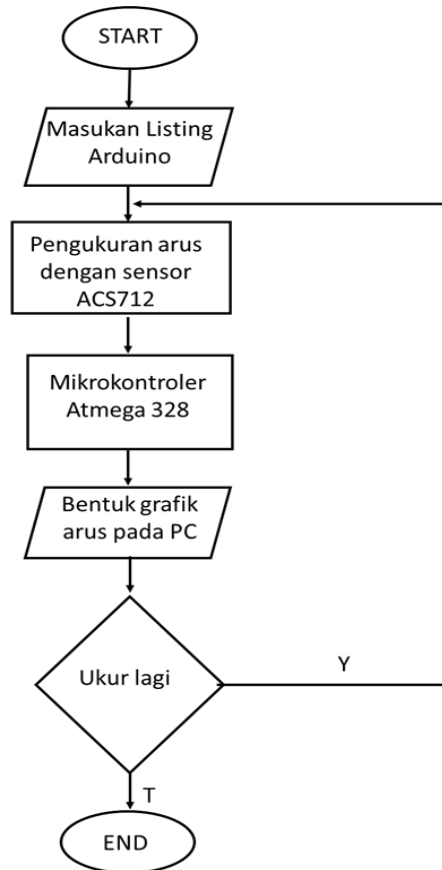 START
Masukan Listing
Arduino
Pengukuran arus
dengan sensor
ACS712
Mikrokontroler
Atmega 328
Bentuk grafik
arus pada PC
Ukur lagi
Y
T
END